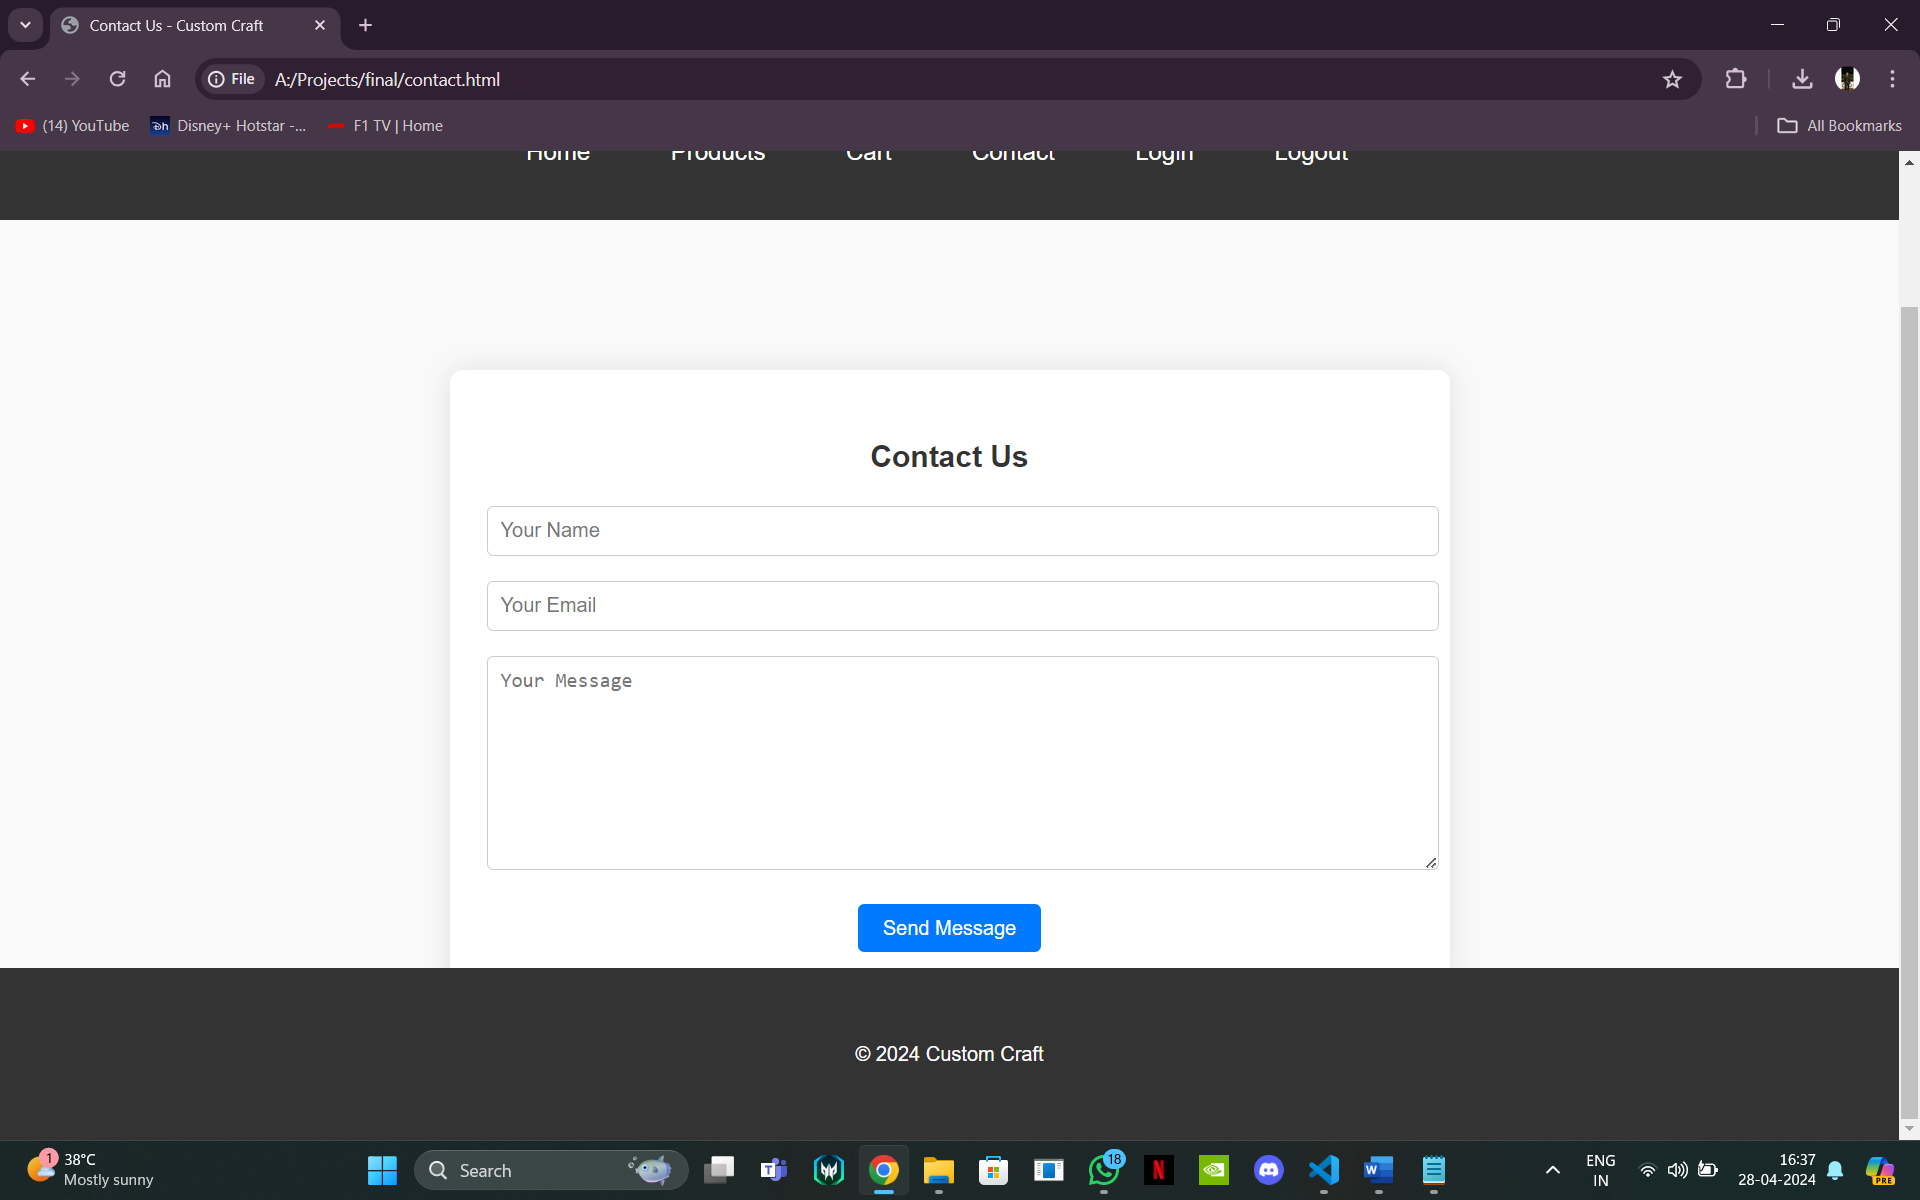 Contact Us - Custom Craft
File A:/Projects/final/contact.html
(14) YouTube Disney+ Hotstar -... F1 TV | Home All Bookmarks
Home Products Cart Contact Login Logout
Contact Us
Your Name
Your Email
Your Message
Send Message
© 2024 Custom Craft
1 38°C Search 18 ENG 16:37
Mostly sunny IN 28-04-2024 PRE